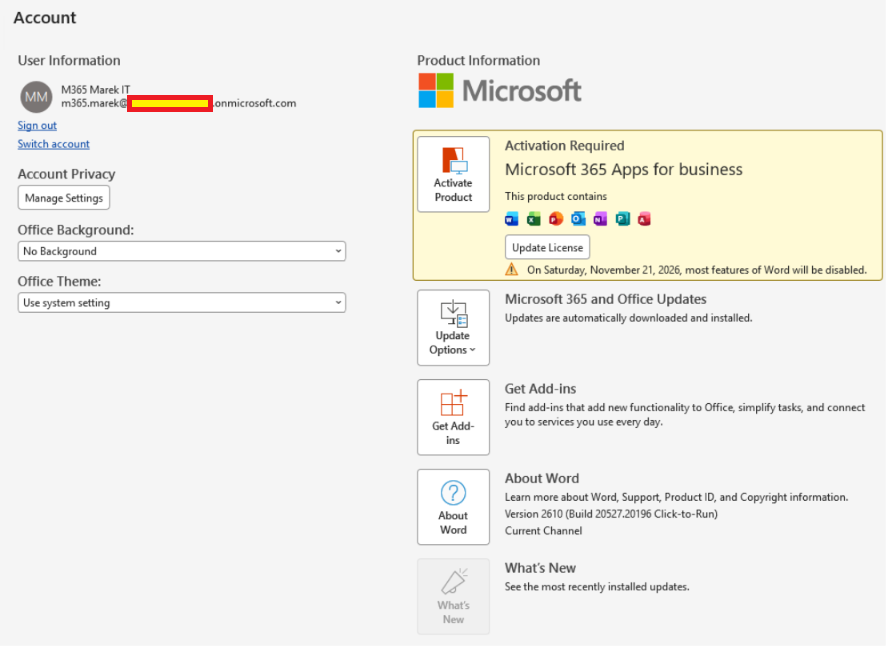 Account
User Information
MM
M365 Marek IT
m365.marek@
.onmicrosoft.com
Sign out
Switch account
Account Privacy
Manage Settings
Office Background:
No Background
Office Theme:
Use system setting
Product Information
Microsoft
Activate
Product
Activation Required
Microsoft 365 Apps for business
This product contains
Update License
On Saturday, November 21, 2026, most features of Word will be disabled.
Update
Options
Microsoft 365 and Office Updates
Updates are automatically downloaded and installed.
Get Add-
ins
Get Add-ins
Find add-ins that add new functionality to Office, simplify tasks, and connect
you to services you use every day.
About
Word
About Word
Learn more about Word, Support, Product ID, and Copyright information.
Version 2610 (Build 20527.20196 Click-to-Run)
Current Channel
What's
New
What's New
See the most recently installed updates.